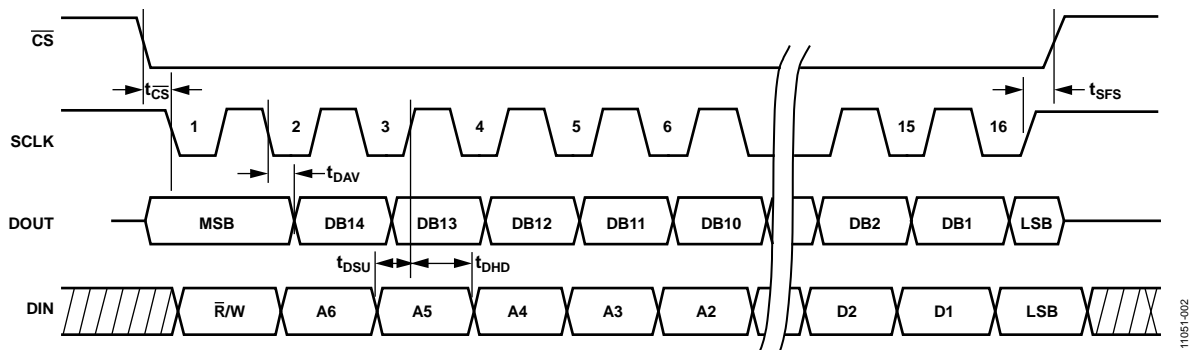 CS
tCS
tSFS
SCLK
1 2 3 4 5 6 15 16
tDAV
DOUT
MSB DB14 DB13 DB12 DB11 DB10 DB2 DB1 LSB
tDSU tDHD
DIN
R/W A6 A5 A4 A3 A2 D2 D1 LSB
11051-002